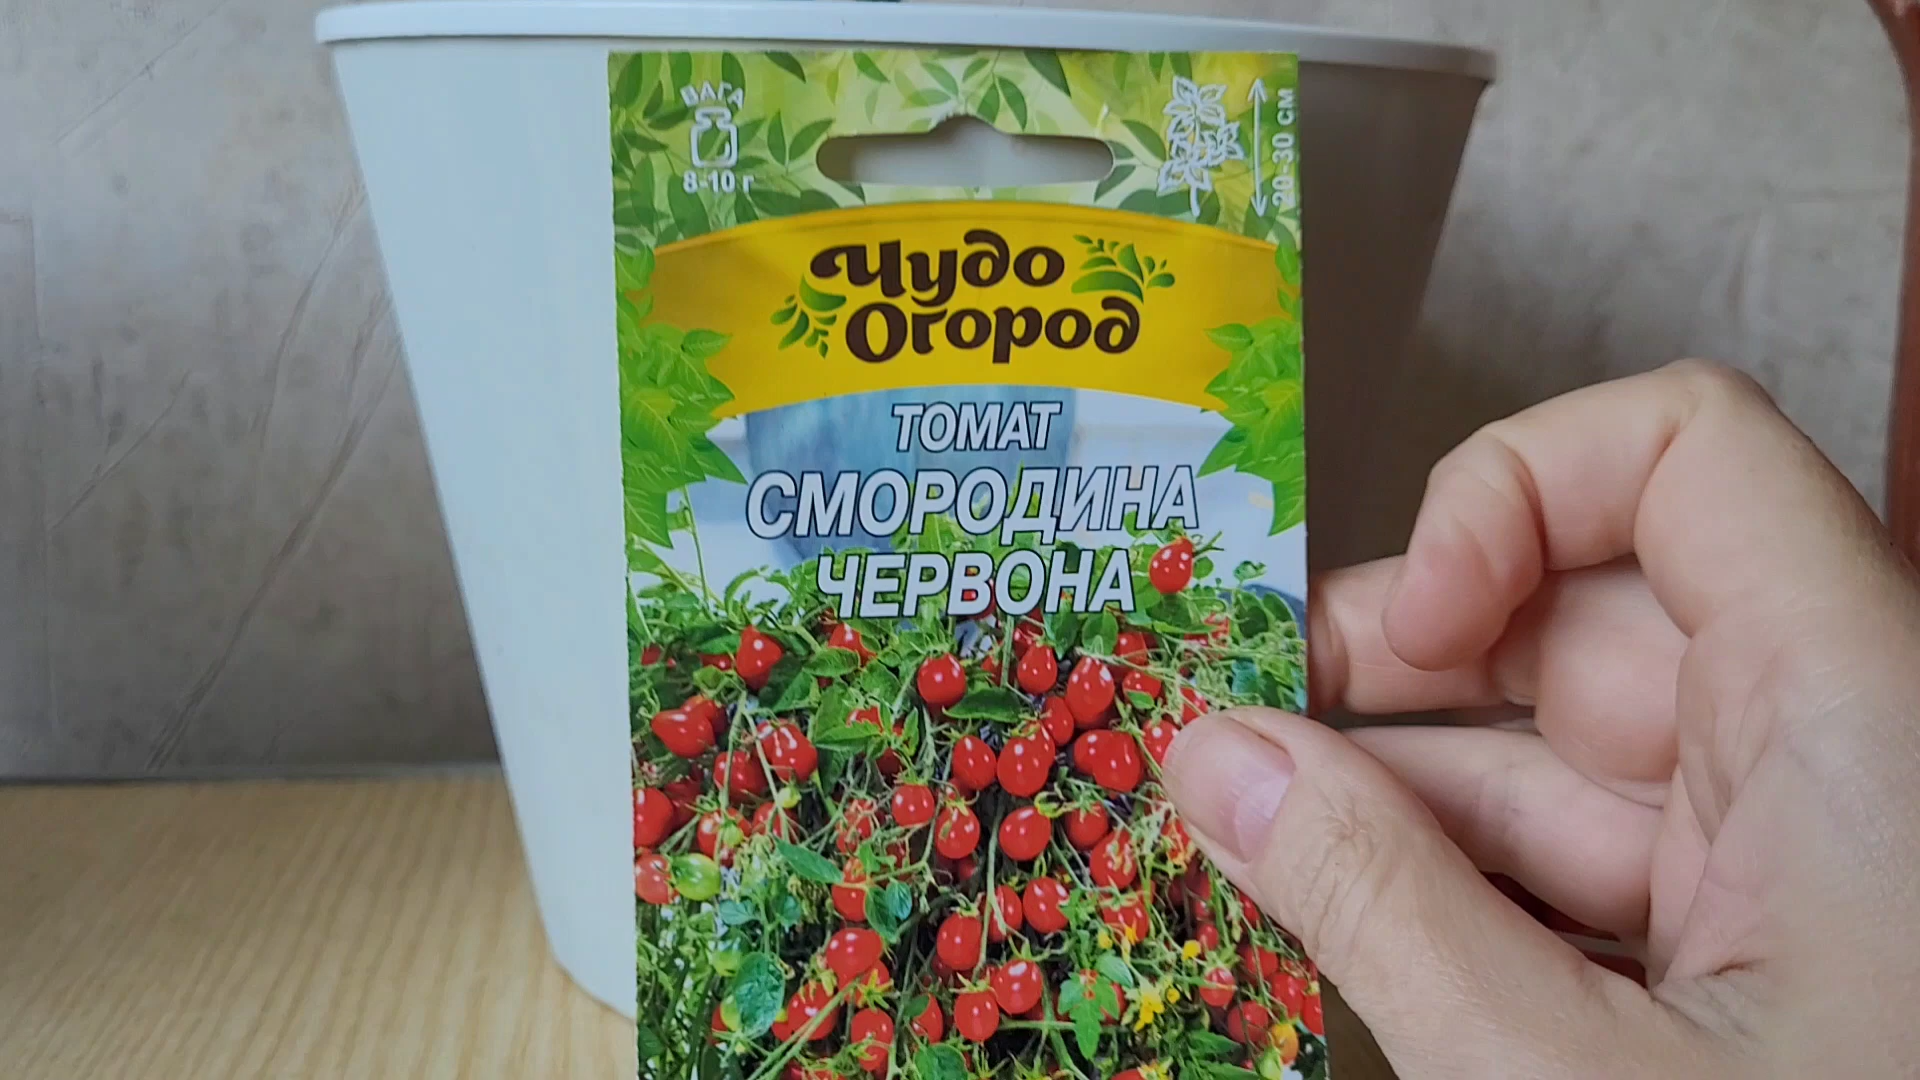 ВАГА
8-10 г
20-30 см
Чудо
Огород
ТОМАТ
СМОРОДИНА
ЧЕРВОНА